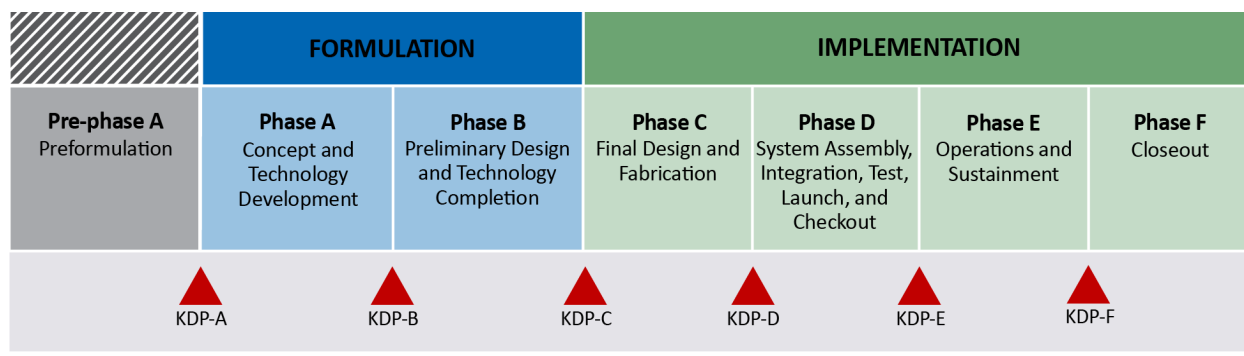 FORMULATION
IMPLEMENTATION
Pre-phase A
Preformulation
Phase A
Concept and
Technology
Development
Phase B
Preliminary Design
and Technology
Completion
Phase C
Final Design and
Fabrication
Phase D
System Assembly,
Integration, Test,
Launch, and
Checkout
Phase E
Operations and
Sustainment
Phase F
Closeout
KDP-A
KDP-B
KDP-C
KDP-D
KDP-E
KDP-F